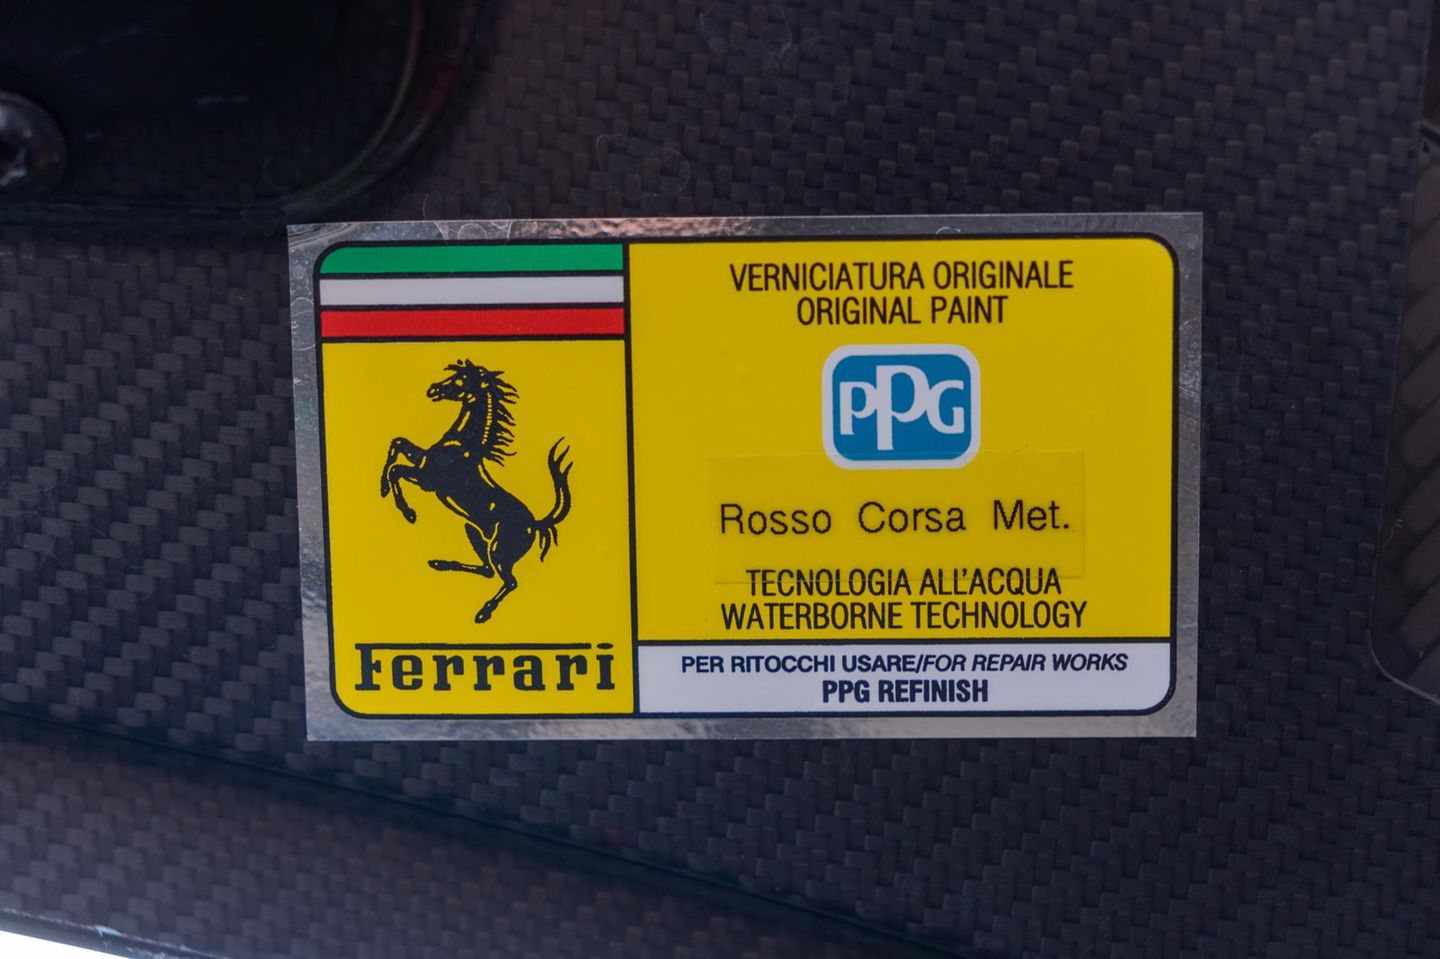 Ferrari
VERNICIATURA ORIGINALE
ORIGINAL PAINT
PPG
Rosso Corsa Met.
TECNOLOGIA ALL'ACQUA
WATERBORNE TECHNOLOGY
PER RITOCCHI USARE/FOR REPAIR WORKS
PPG REFINISH